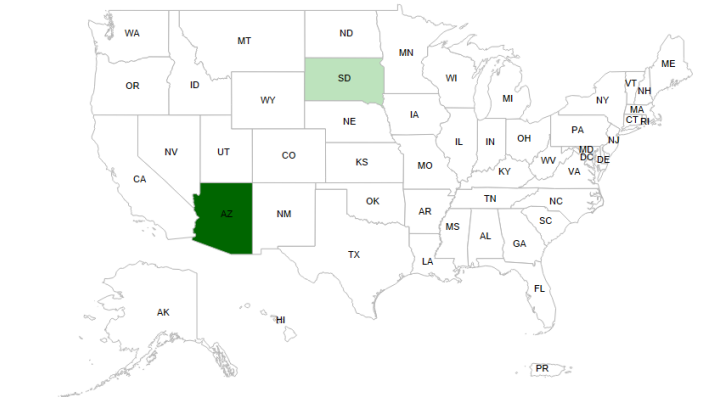 WA
MT
ND
MN
ME
SD
WI
VT
NH
OR
ID
WY
MI
NY
MA
CT RI
IA
NE
PA
NJ
NV
UT
CO
IL
IN
OH
MD
DC
DE
KS
MO
WV
VA
KY
CA
AZ
NM
OK
AR
TN
NC
SC
MS
AL
GA
TX
LA
FL
AK
HI
PR